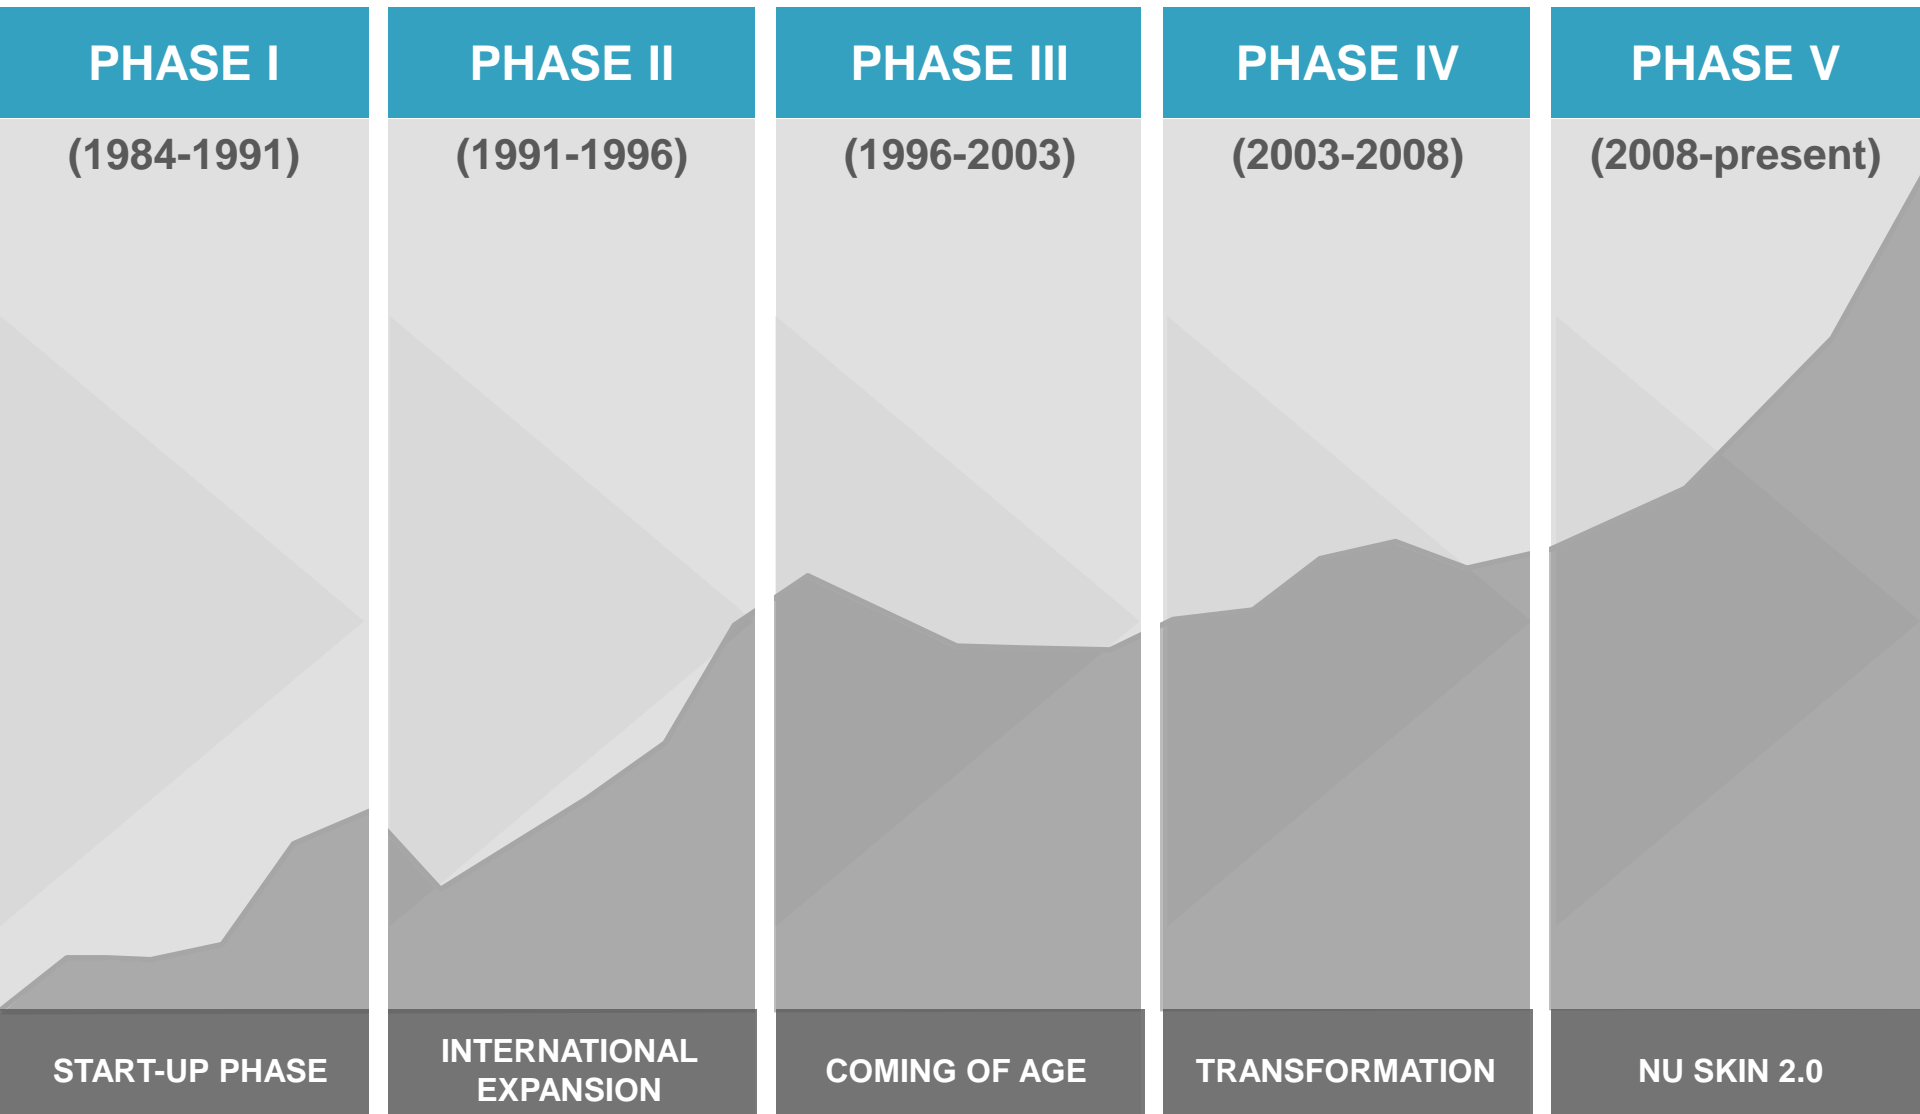 PHASE I
(1984-1991)
START-UP PHASE
PHASE II
(1991-1996)
INTERNATIONAL
EXPANSION
PHASE III
(1996-2003)
COMING OF AGE
PHASE IV
(2003-2008)
TRANSFORMATION
PHASE V
(2008-present)
NU SKIN 2.0